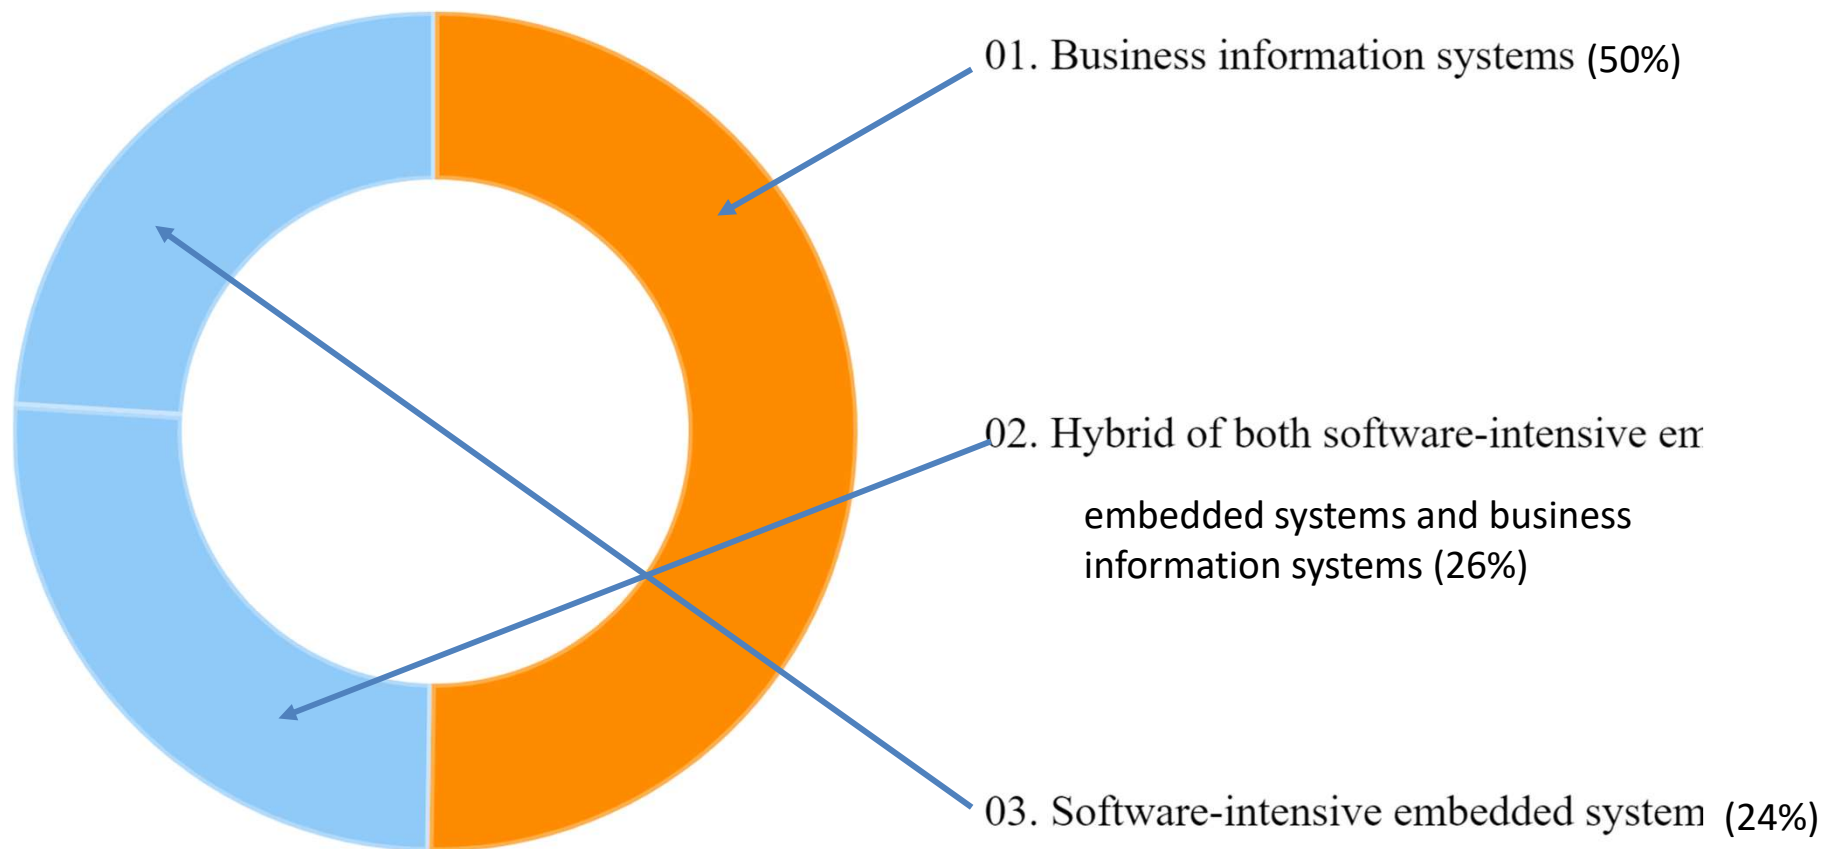 01. Business information systems (50%)
02. Hybrid of both software-intensive em
embedded systems and business
information systems (26%)
03. Software-intensive embedded system (24%)